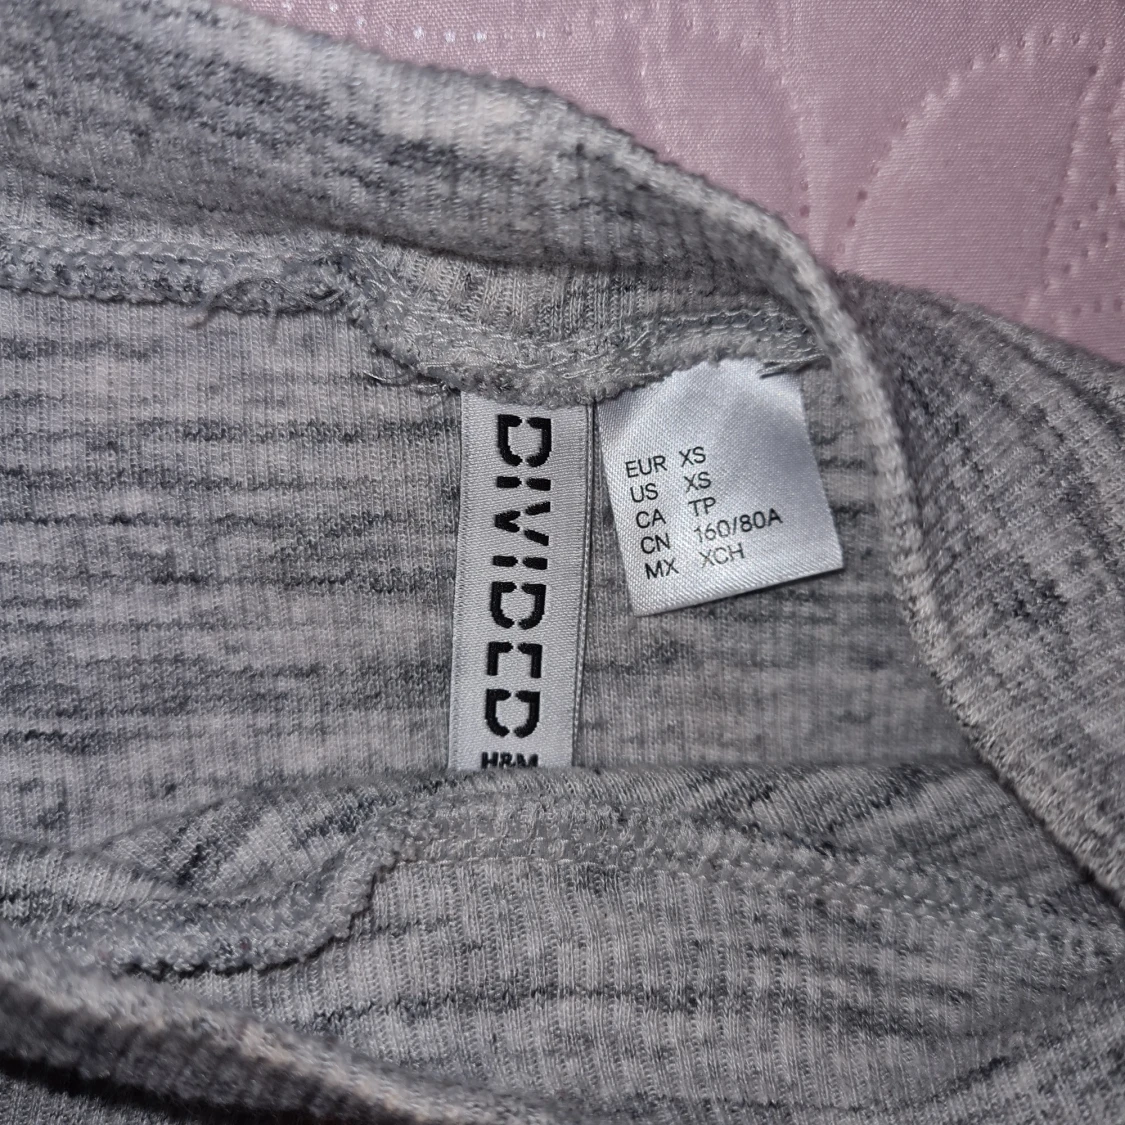 DIVIDED
H&M
EUR XS
US XS
CA TP
CN 160/80A
MX XCH